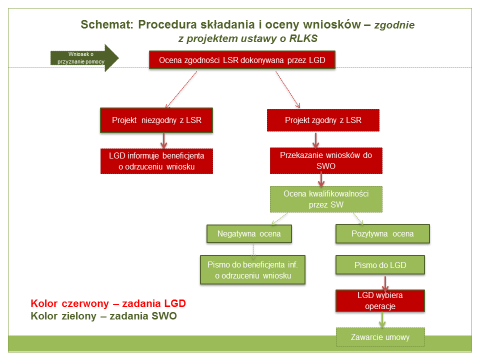 Schemat: Procedura składania i oceny wniosków – zgodnie
z projektem ustawy o RLKS
Wniosek o
przyznanie pomocy
Ocena zgodności LSR dokonywana przez LGD
Projekt niezgodny z LSR
Projekt zgodny z LSR
LGD informuje beneficjenta
o odrzuceniu wniosku
Przekazanie wniosków do
SWO
Ocena kwalifikowalności
przez SW
Negatywna ocena
Pozytywna ocena
Pismo do beneficjenta inf.
o odrzuceniu wniosku
Pismo do LGD
LGD wybiera
operacje
Zawarcie umowy
Kolor czerwony – zadania LGD
Kolor zielony – zadania SWO